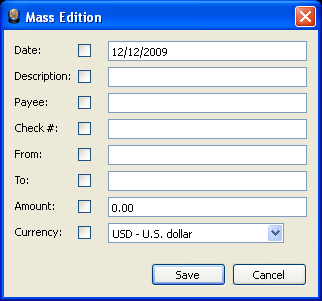 Mass Edition
Date: 12/12/2009
Description:
Payee:
Check #:
From:
To:
Amount: 0.00
Currency: USD - U.S. dollar
Save Cancel